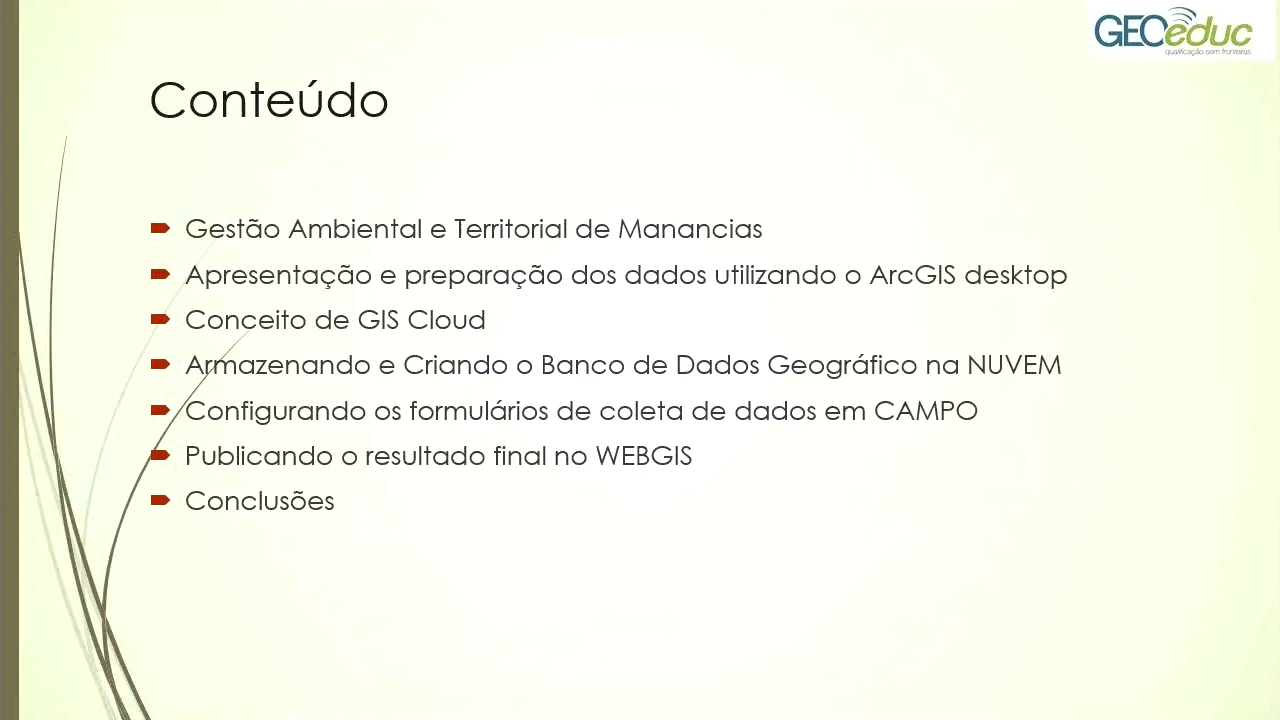 GEOeduc
qualificação sem fronteiras
Conteúdo
Gestão Ambiental e Territorial de Manancias
Apresentação e preparação dos dados utilizando o ArcGIS desktop
Conceito de GIS Cloud
Armazenando e Criando o Banco de Dados Geográfico na NUVEM
Configurando os formulários de coleta de dados em CAMPO
Publicando o resultado final no WEBGIS
Conclusões